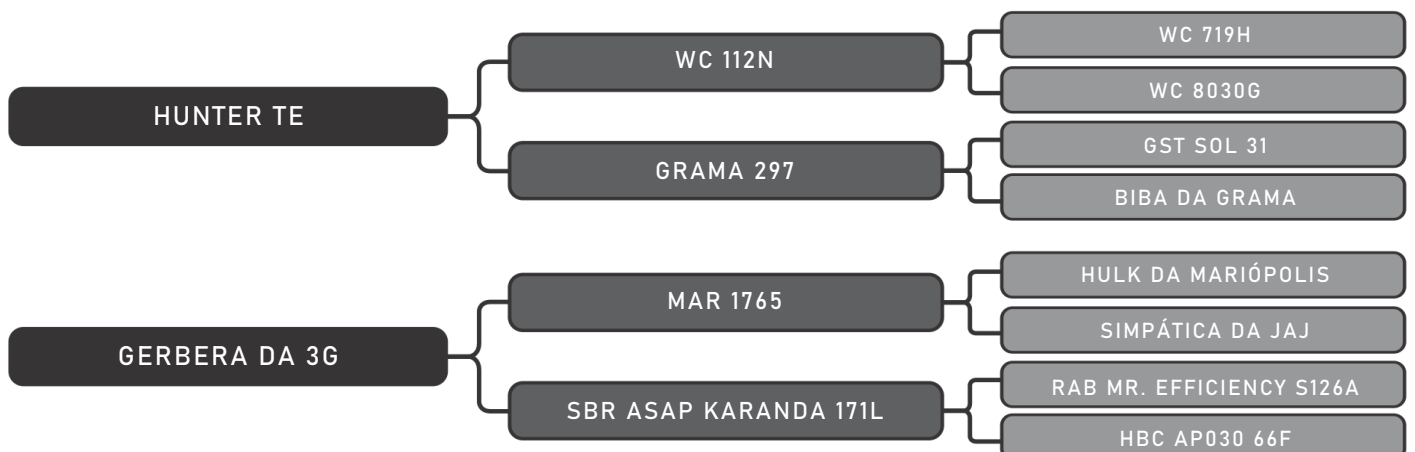 HUNTER TE
WC 112N
WC 719H
WC 8030G
GRAMA 297
GST SOL 31
BIBA DA GRAMA
GERBERA DA 3G
MAR 1765
HULK DA MARIÓPOLIS
SIMPÁTICA DA JAJ
SBR ASAP KARANDA 171L
RAB MR. EFFICIENCY S126A
HBC AP030 66F